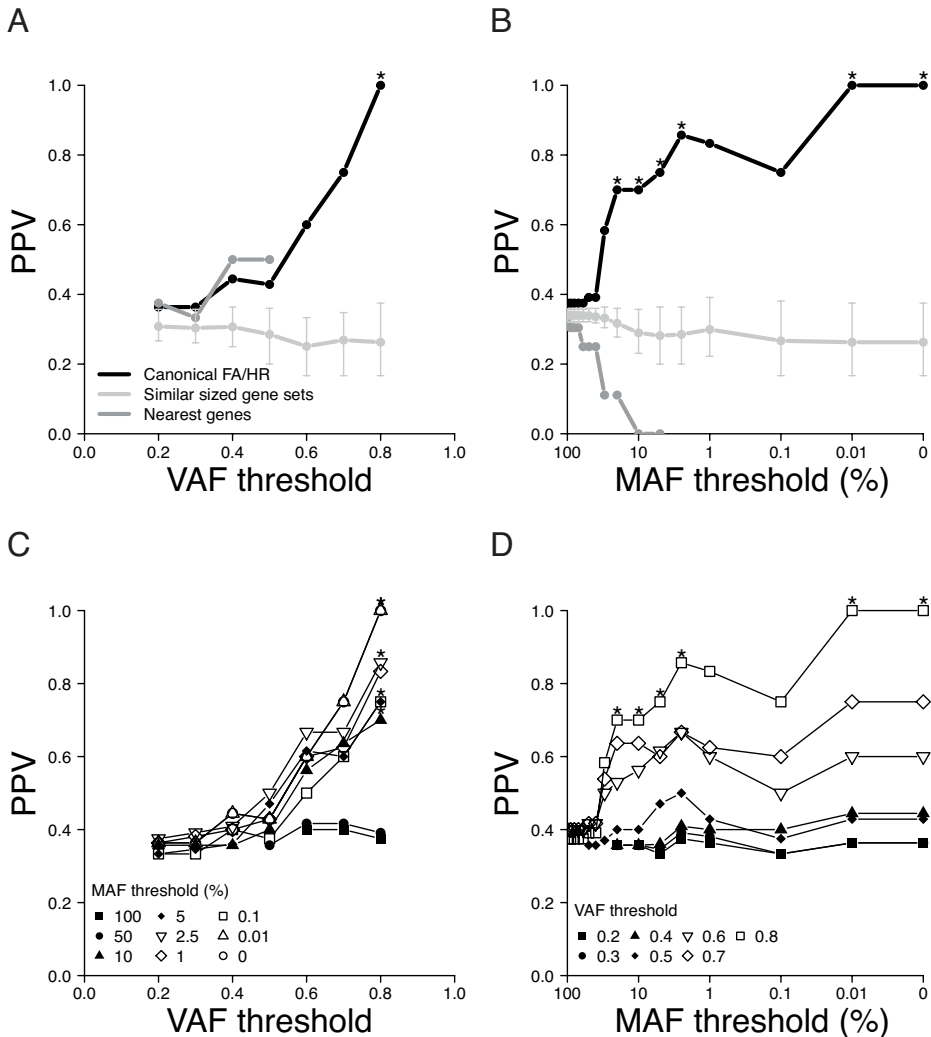 A
PPV
1.0
0.8
0.6
0.4
0.2
0.0
*
Canonical FA/HR
Similar sized gene sets
Nearest genes
0.0 0.2 0.4 0.6 0.8 1.0
VAF threshold
B
PPV
1.0
0.8
0.6
0.4
0.2
0.0
* * * * * *
100 10 1 0.1 0.01 0
MAF threshold (%)
C
PPV
1.0
0.8
0.6
0.4
0.2
0.0
*
*
*
*
MAF threshold (%)
100 5 0.1
50 2.5 0.01
10 1 0
0.0 0.2 0.4 0.6 0.8 1.0
VAF threshold
D
PPV
1.0
0.8
0.6
0.4
0.2
0.0
* * * * * *
VAF threshold
0.2 0.4 0.6 0.8
0.3 0.5 0.7
100 10 1 0.1 0.01 0
MAF threshold (%)